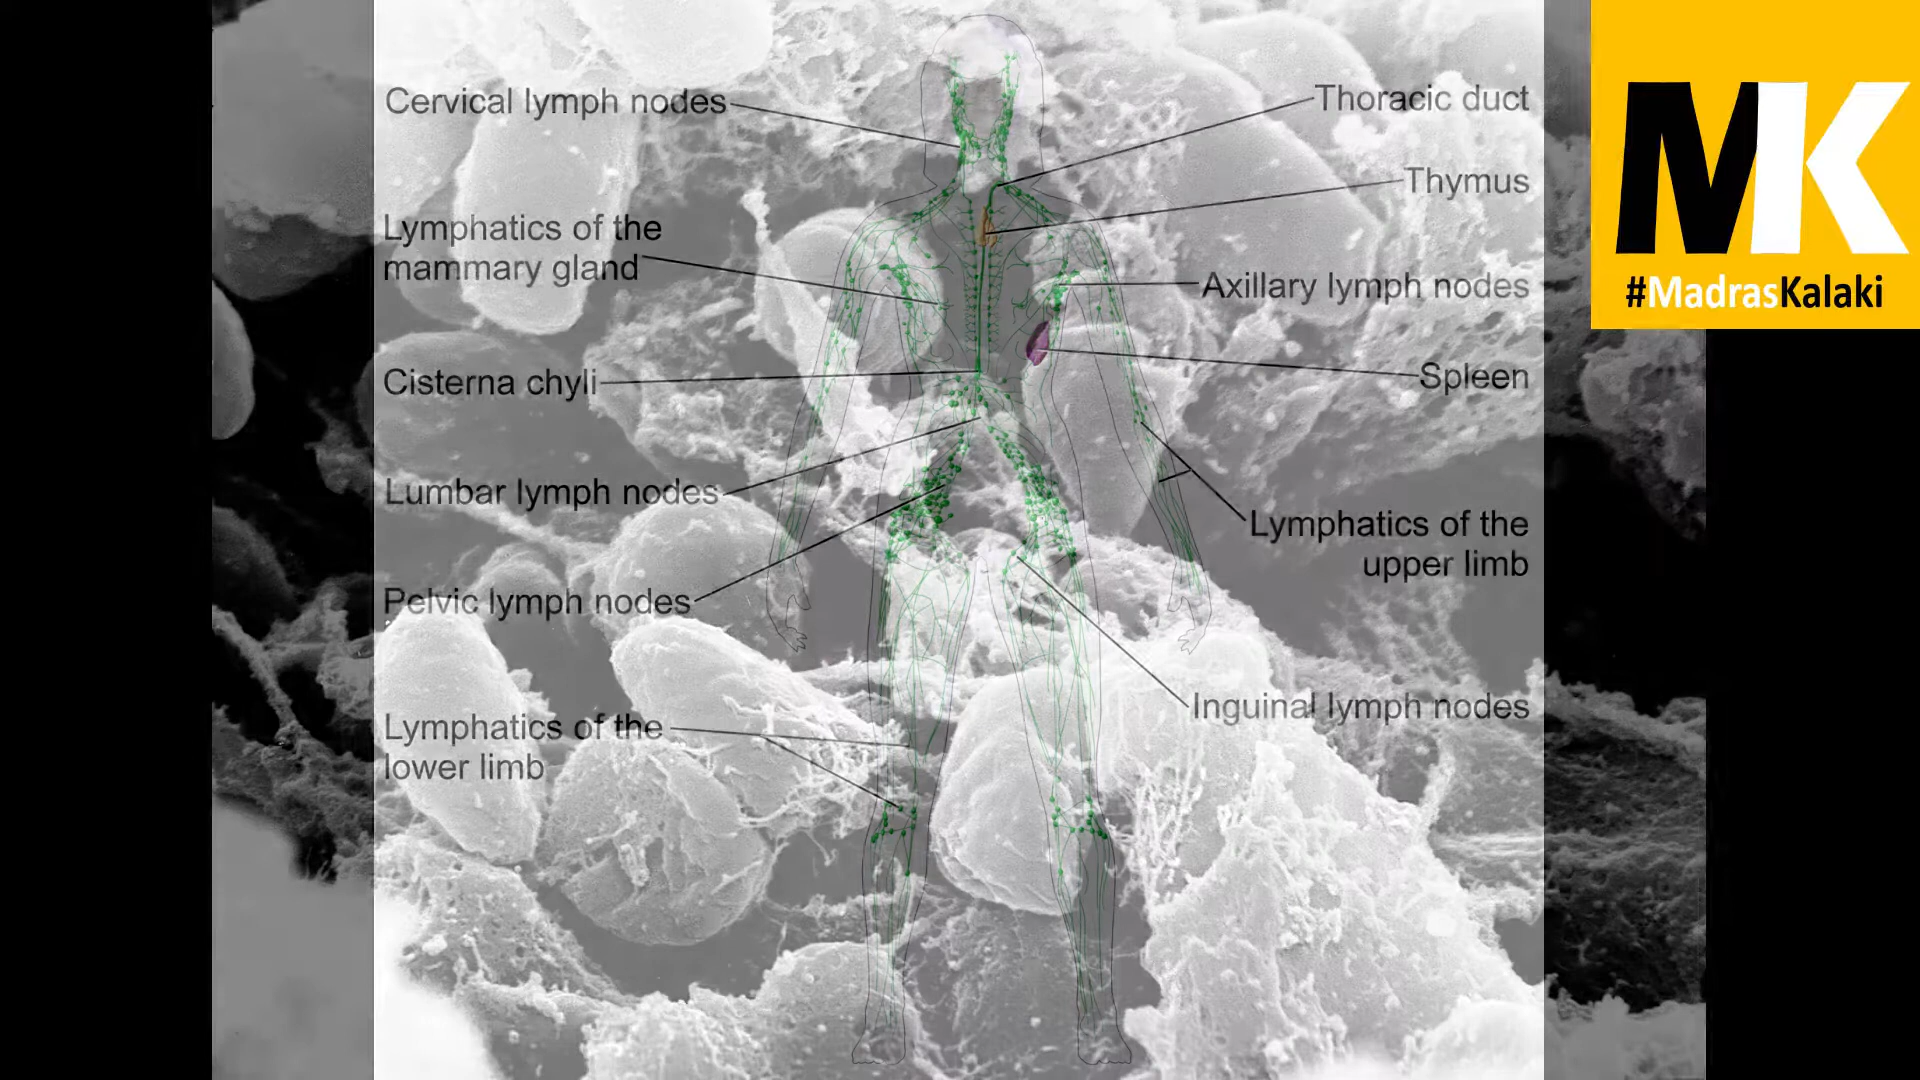 Cervical lymph nodes
Thoracic duct
Thymus
Lymphatics of the
mammary gland
Axillary lymph nodes
Cisterna chyli
Spleen
Lumbar lymph nodes
Lymphatics of the
upper limb
Pelvic lymph nodes
Inguinal lymph nodes
Lymphatics of the
lower limb
MK
#MadrasKalaki